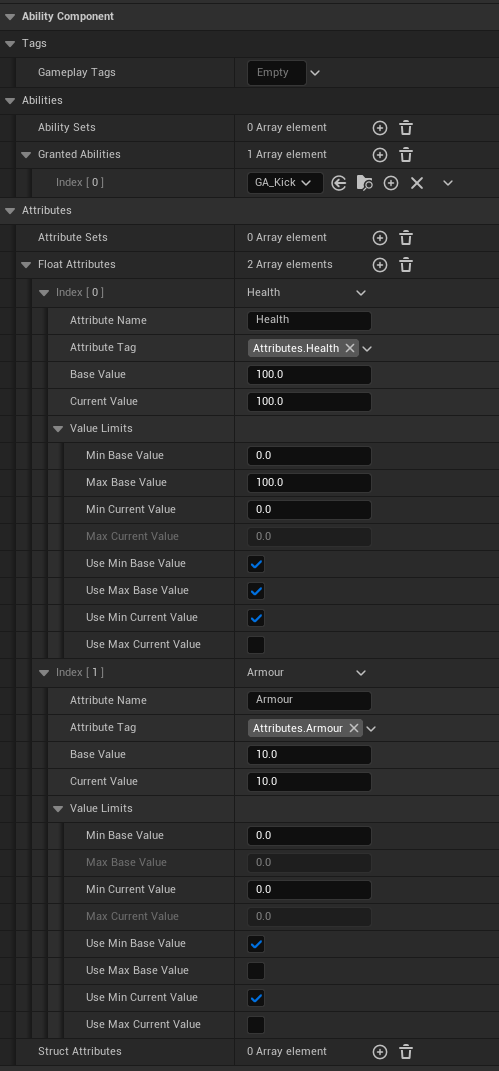 Ability Component
Tags
Gameplay Tags Empty
Abilities
Ability Sets 0 Array element
Granted Abilities 1 Array element
Index [ 0 ] GA_Kick
Attributes
Attribute Sets 0 Array element
Float Attributes 2 Array elements
Index [ 0 ] Health
Attribute Name Health
Attribute Tag Attributes.Health
Base Value 100.0
Current Value 100.0
Value Limits
Min Base Value 0.0
Max Base Value 100.0
Min Current Value 0.0
Max Current Value 0.0
Use Min Base Value
Use Max Base Value
Use Min Current Value
Use Max Current Value
Index [ 1 ] Armour
Attribute Name Armour
Attribute Tag Attributes.Armour
Base Value 10.0
Current Value 10.0
Value Limits
Min Base Value 0.0
Max Base Value 0.0
Min Current Value 0.0
Max Current Value 0.0
Use Min Base Value
Use Max Base Value
Use Min Current Value
Use Max Current Value
Struct Attributes 0 Array element